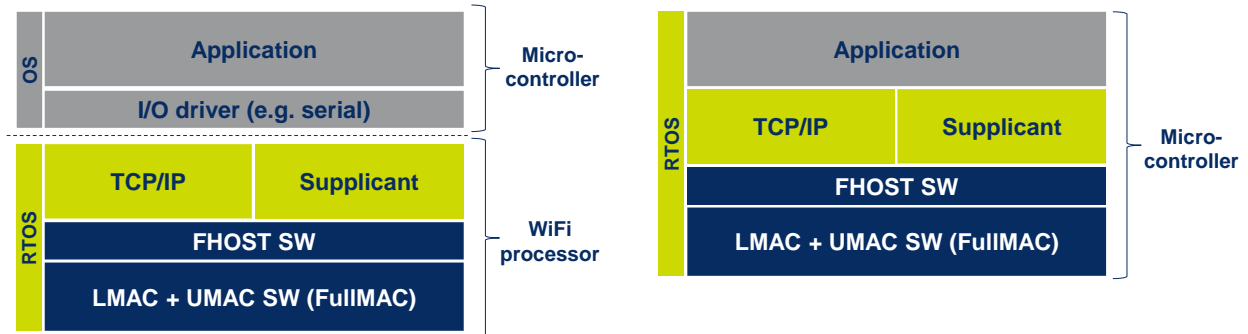 OS
Application
I/O driver (e.g. serial)
Micro-
controller
RTOS
TCP/IP
Supplicant
FHOST SW
LMAC + UMAC SW (FullMAC)
WiFi
processor
RTOS
Application
TCP/IP
Supplicant
FHOST SW
LMAC + UMAC SW (FullMAC)
Micro-
controller